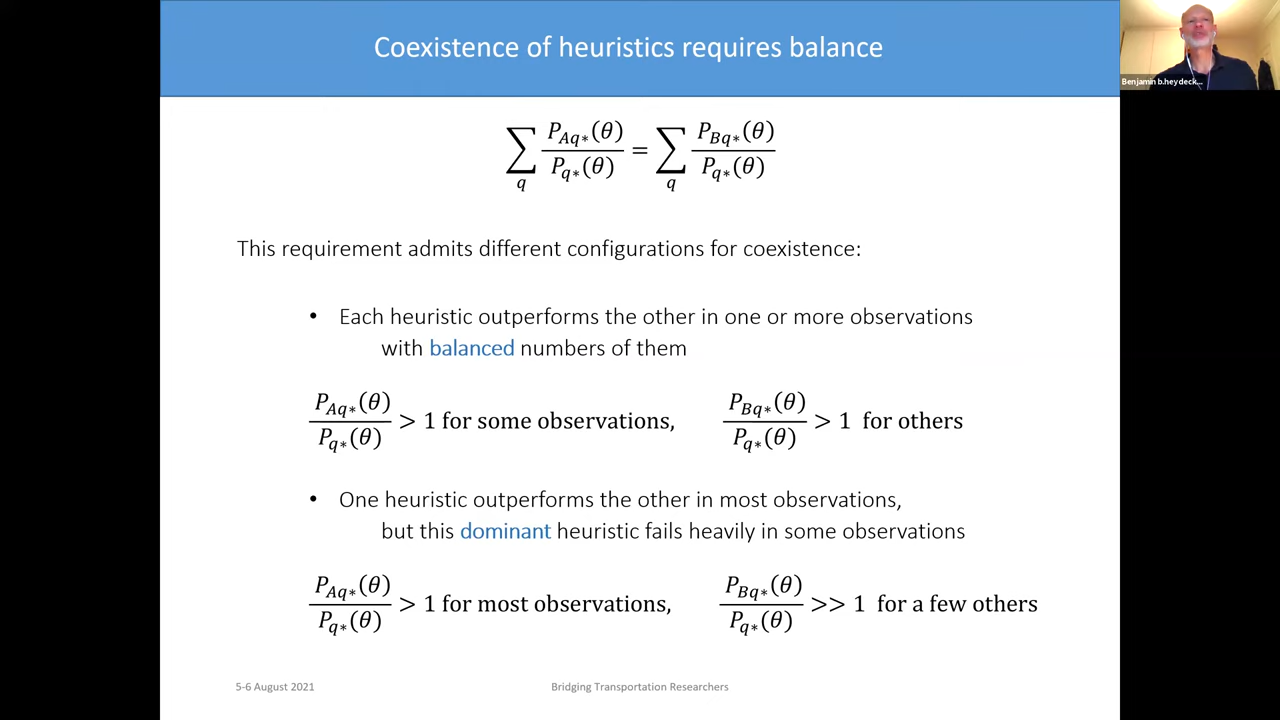 Coexistence of heuristics requires balance
Benjamin b.heydeck...
∑_q P_{Aq*}(θ)/P_{q*}(θ) = ∑_q P_{Bq*}(θ)/P_{q*}(θ)
This requirement admits different configurations for coexistence:
• Each heuristic outperforms the other in one or more observations
with balanced numbers of them
P_{Aq*}(θ)/P_{q*}(θ) > 1 for some observations, P_{Bq*}(θ)/P_{q*}(θ) > 1 for others
• One heuristic outperforms the other in most observations,
but this dominant heuristic fails heavily in some observations
P_{Aq*}(θ)/P_{q*}(θ) > 1 for most observations, P_{Bq*}(θ)/P_{q*}(θ) >> 1 for a few others
5-6 August 2021 Bridging Transportation Researchers